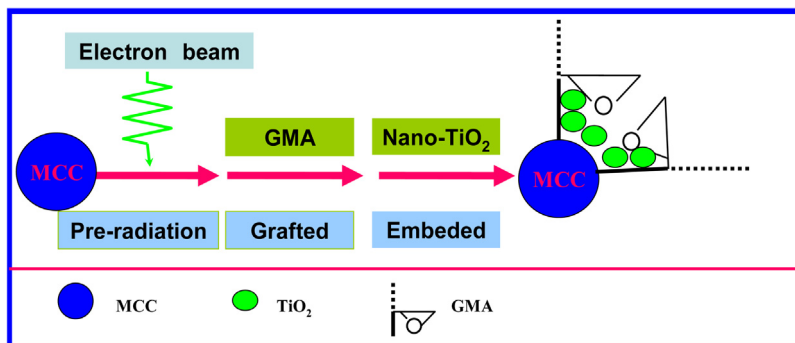 Electron beam
MCC
GMA
Nano-TiO₂
MCC
Pre-radiation
Grafted
Embeded
MCC
TiO₂
GMA